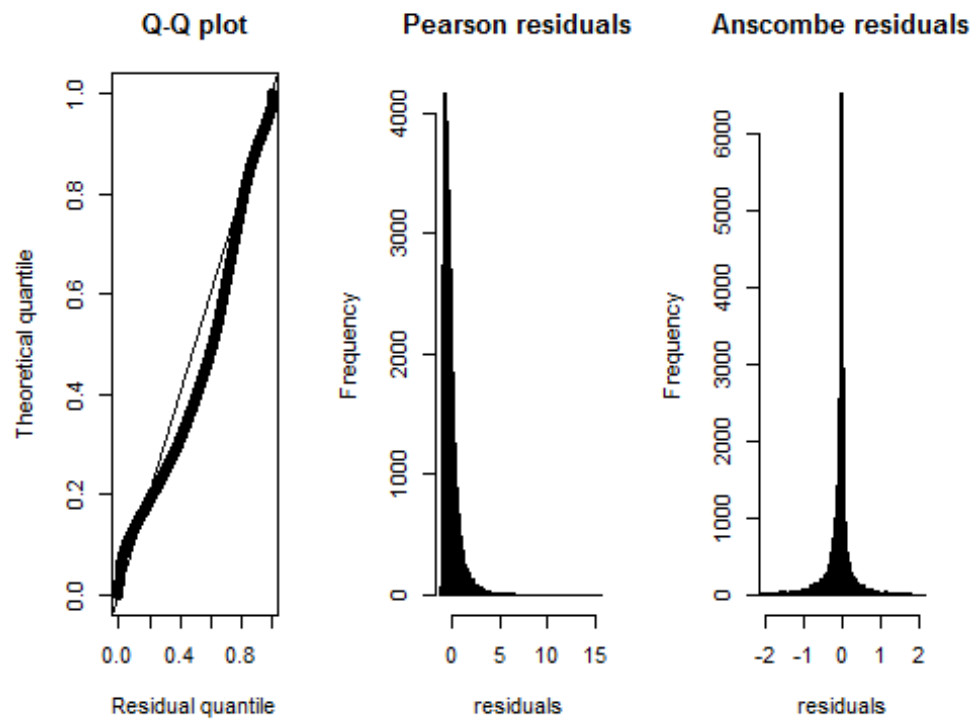 Q-Q plot
Theoretical quantile
1.0
0.8
0.6
0.4
0.2
0.0
0.0 0.4 0.8
Residual quantile
Pearson residuals
Frequency
4000
3000
2000
1000
0
0 5 10 15
residuals
Anscombe residuals
Frequency
6000
5000
4000
3000
2000
1000
0
-2 -1 0 1 2
residuals